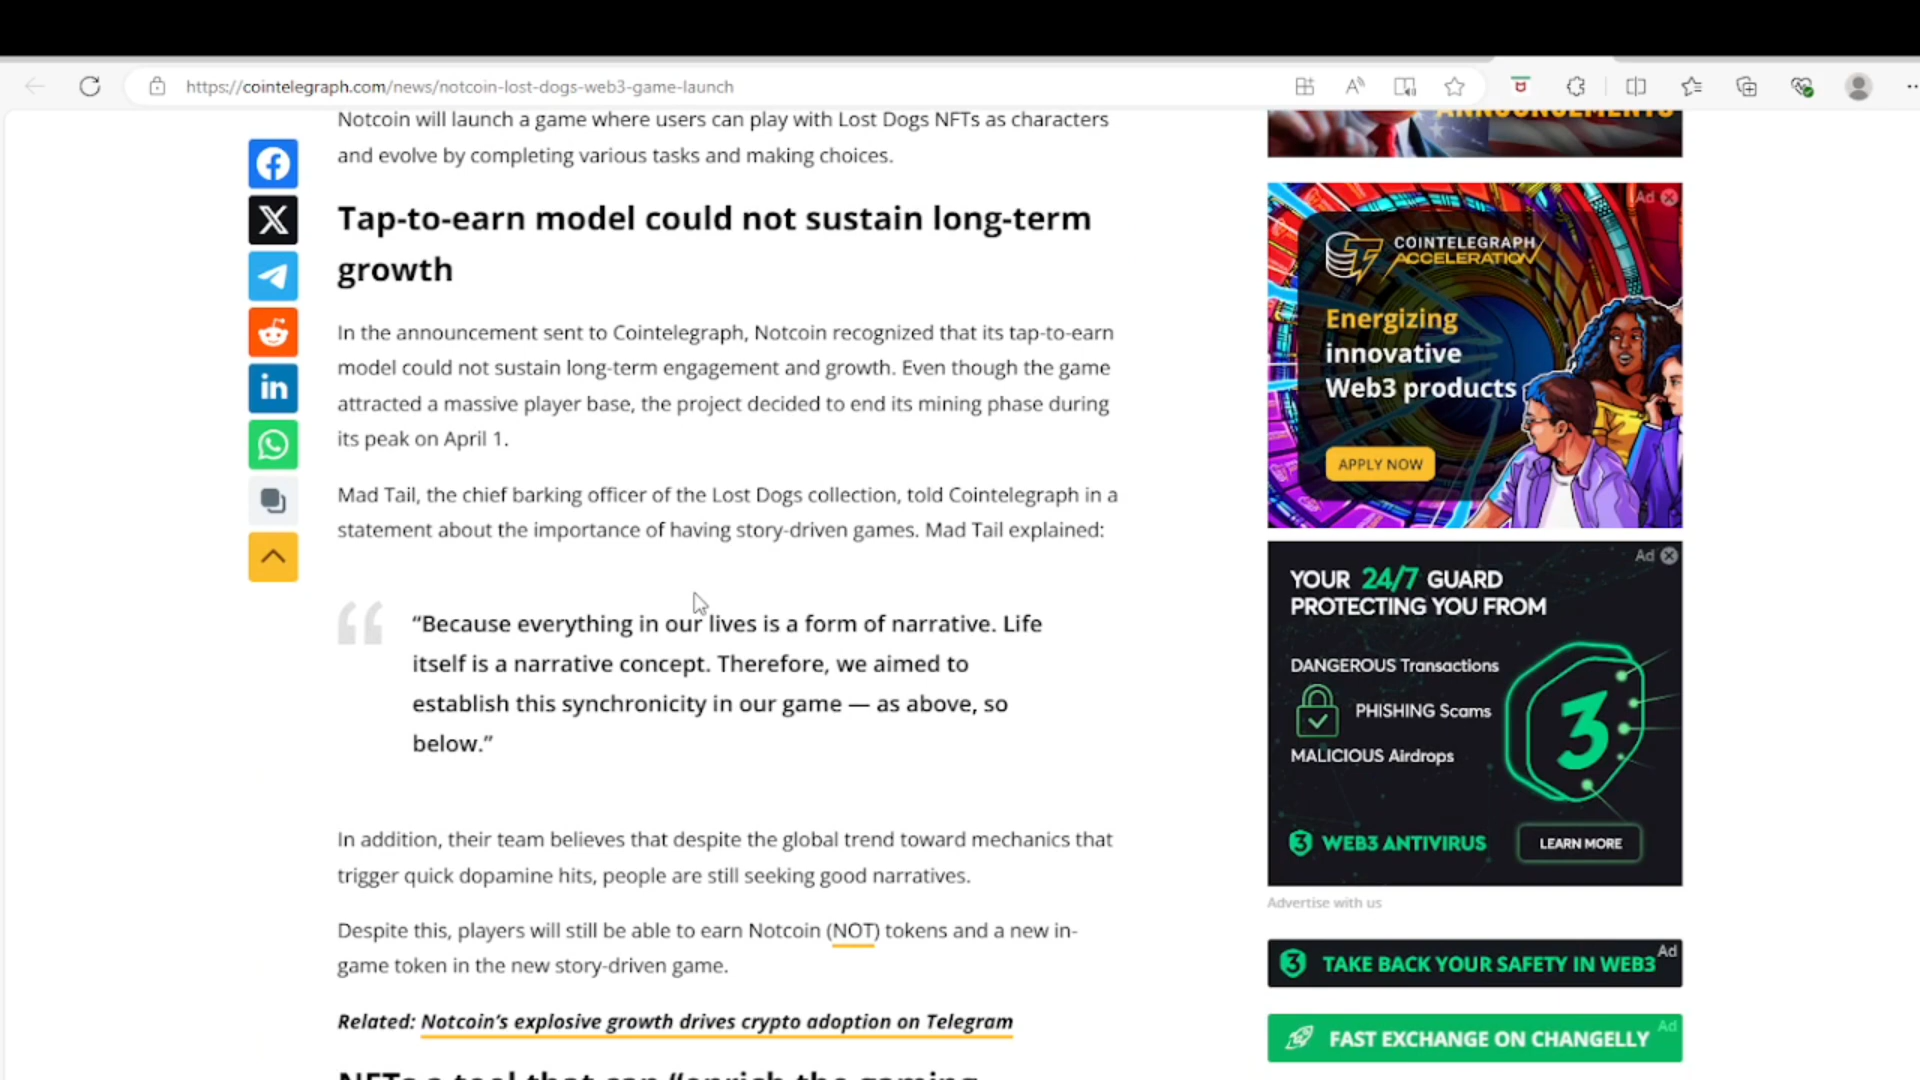 https://cointelegraph.com/news/notcoin-lost-dogs-web3-game-launch
Notcoin will launch a game where users can play with Lost Dogs NFTs as characters
and evolve by completing various tasks and making choices.
Tap-to-earn model could not sustain long-term
growth
In the announcement sent to Cointelegraph, Notcoin recognized that its tap-to-earn
model could not sustain long-term engagement and growth. Even though the game
attracted a massive player base, the project decided to end its mining phase during
its peak on April 1.
Mad Tail, the chief barking officer of the Lost Dogs collection, told Cointelegraph in a
statement about the importance of having story-driven games. Mad Tail explained:
“Because everything in our lives is a form of narrative. Life
itself is a narrative concept. Therefore, we aimed to
establish this synchronicity in our game — as above, so
below.”
In addition, their team believes that despite the global trend toward mechanics that
trigger quick dopamine hits, people are still seeking good narratives.
Despite this, players will still be able to earn Notcoin (NOT) tokens and a new in-
game token in the new story-driven game.
Related: Notcoin’s explosive growth drives crypto adoption on Telegram
NFTs a tool that can “enrich the gaming
ANNOUNCEMENTS
Ad
COINTELEGRAPH
ACCELERATION
Energizing
innovative
Web3 products
APPLY NOW
Ad
YOUR 24/7 GUARD
PROTECTING YOU FROM
DANGEROUS Transactions
PHISHING Scams
MALICIOUS Airdrops
3
3 WEB3 ANTIVIRUS
LEARN MORE
Advertise with us
3 TAKE BACK YOUR SAFETY IN WEB3
Ad
FAST EXCHANGE ON CHANGELLY
Ad